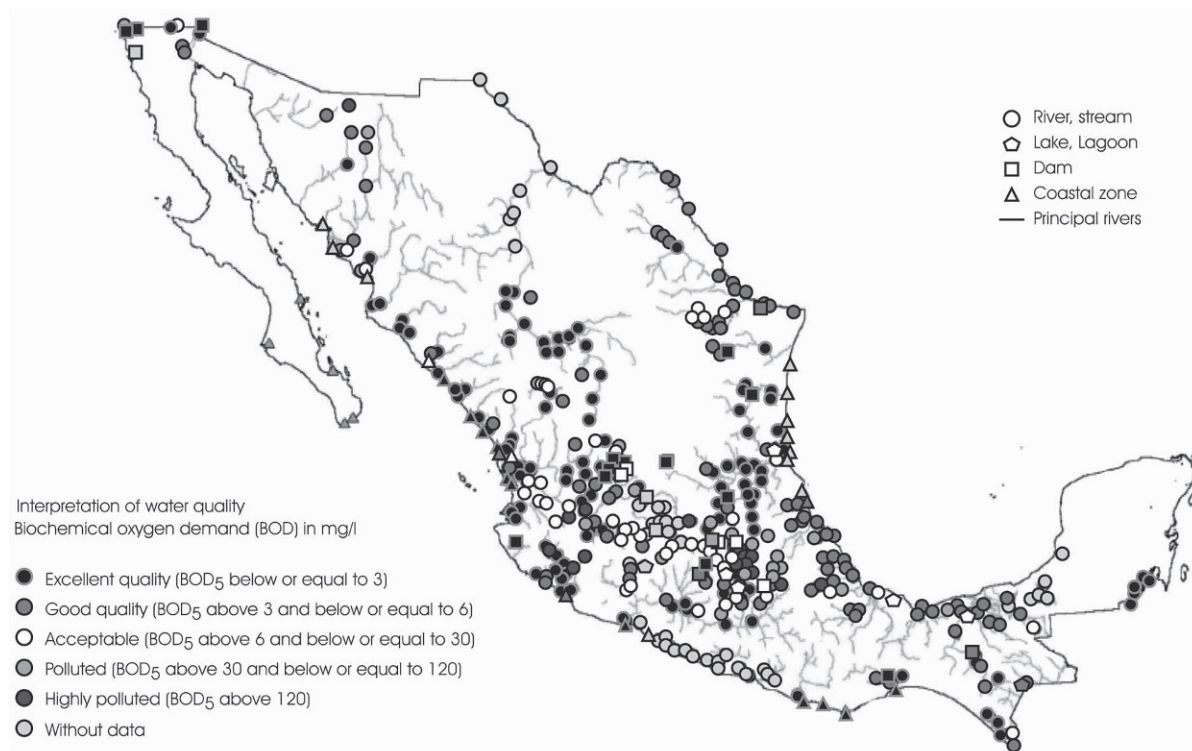 River, stream
Lake, Lagoon
Dam
Coastal zone
Principal rivers
Interpretation of water quality
Biochemical oxygen demand (BOD) in mg/l
Excellent quality (BOD5 below or equal to 3)
Good quality (BOD5 above 3 and below or equal to 6)
Acceptable (BOD5 above 6 and below or equal to 30)
Polluted (BOD5 above 30 and below or equal to 120)
Highly polluted (BOD5 above 120)
Without data